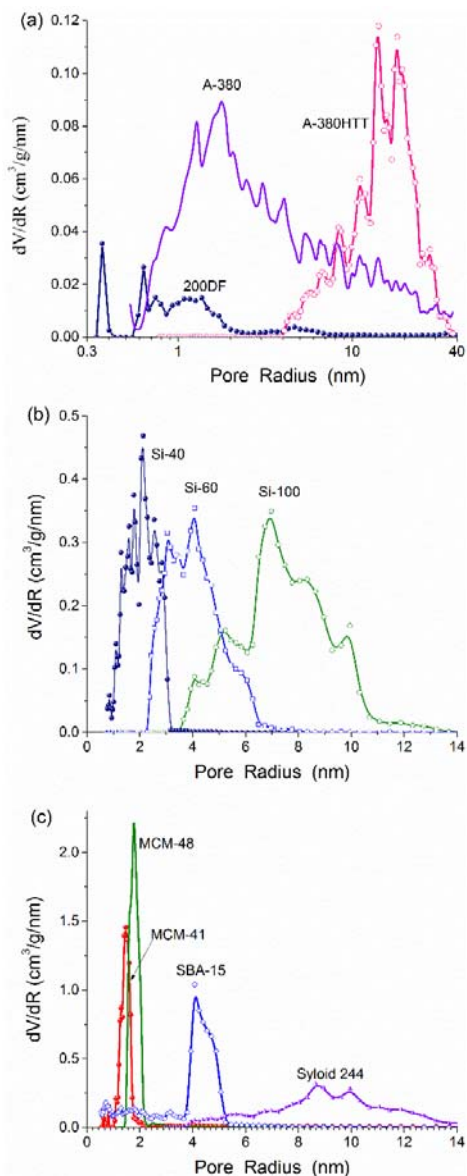 (a)
0.12
0.10
0.08
0.06
0.04
0.02
0.00
dV/dR (cm³/g/nm)
A-380
A-380HTT
200DF
0.3 1 10 40
Pore Radius (nm)
(b)
0.5
0.4
0.3
0.2
0.1
0.0
dV/dR (cm³/g/nm)
Si-40
Si-60
Si-100
0 2 4 6 8 10 12 14
Pore Radius (nm)
(c)
2.0
1.5
1.0
0.5
0.0
dV/dR (cm³/g/nm)
MCM-48
MCM-41
SBA-15
Syloid 244
0 2 4 6 8 10 12 14
Pore Radius (nm)